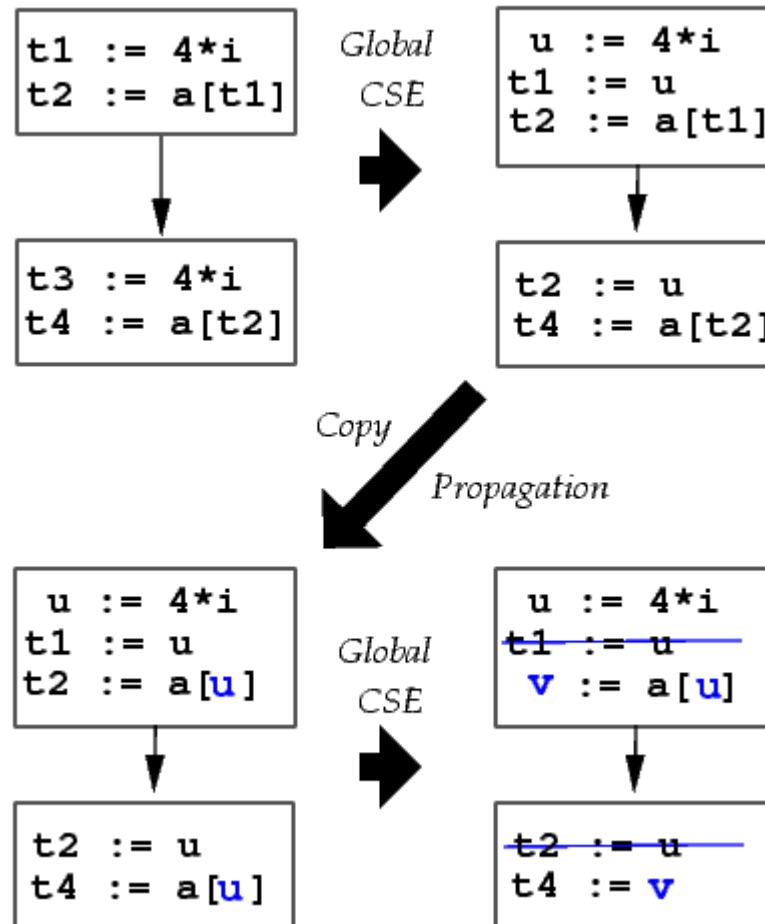 t1 := 4*i
t2 := a[t1]
Global
CSE
u := 4*i
t1 := u
t2 := a[t1]
t3 := 4*i
t4 := a[t2]
t2 := u
t4 := a[t2]
Copy
Propagation
u := 4*i
t1 := u
t2 := a[u]
Global
CSE
u := 4*i
t1 := u
v := a[u]
t2 := u
t4 := a[u]
t2 := u
t4 := v